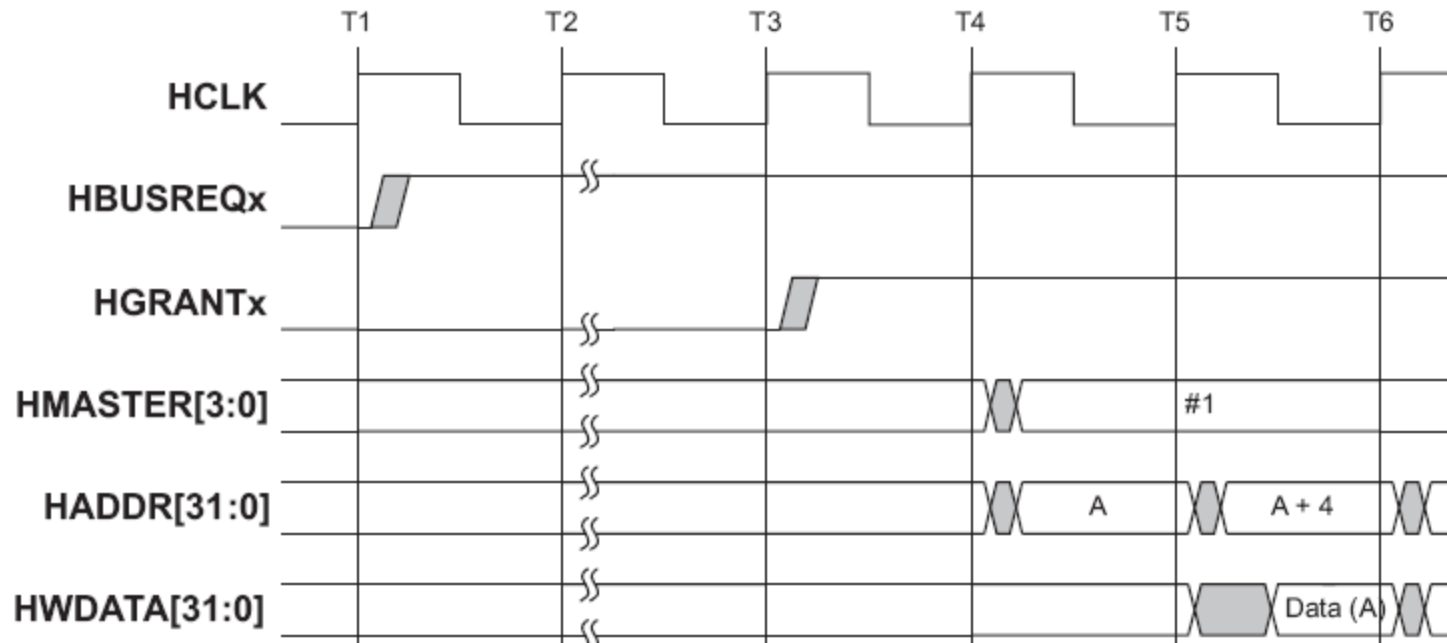 T1 T2 T3 T4 T5 T6
HCLK
HBUSREQx
HGRANTx
HMASTER[3:0] #1
HADDR[31:0] A A + 4
HWDATA[31:0] Data (A)